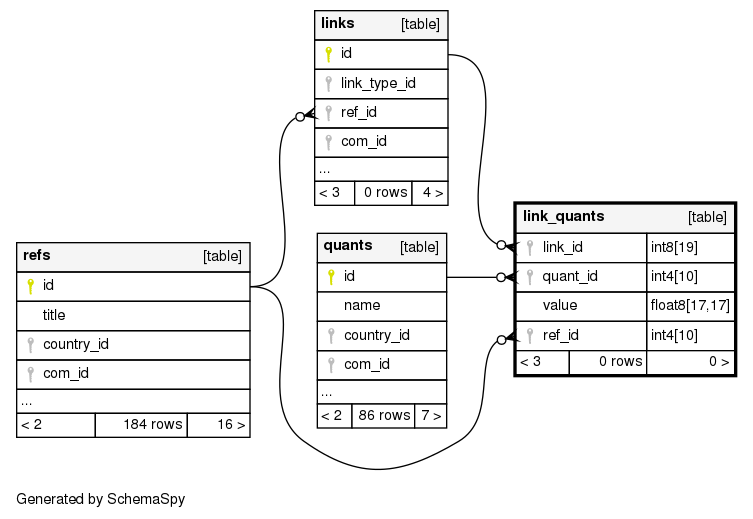 links [table]
id
link_type_id
ref_id
com_id
...
< 3 0 rows 4 >
link_quants [table]
link_id int8[19]
quant_id int4[10]
value float8[17,17]
ref_id int4[10]
< 3 0 rows 0 >
quants [table]
id
name
country_id
com_id
...
< 2 86 rows 7 >
refs [table]
id
title
country_id
com_id
...
< 2 184 rows 16 >
Generated by SchemaSpy